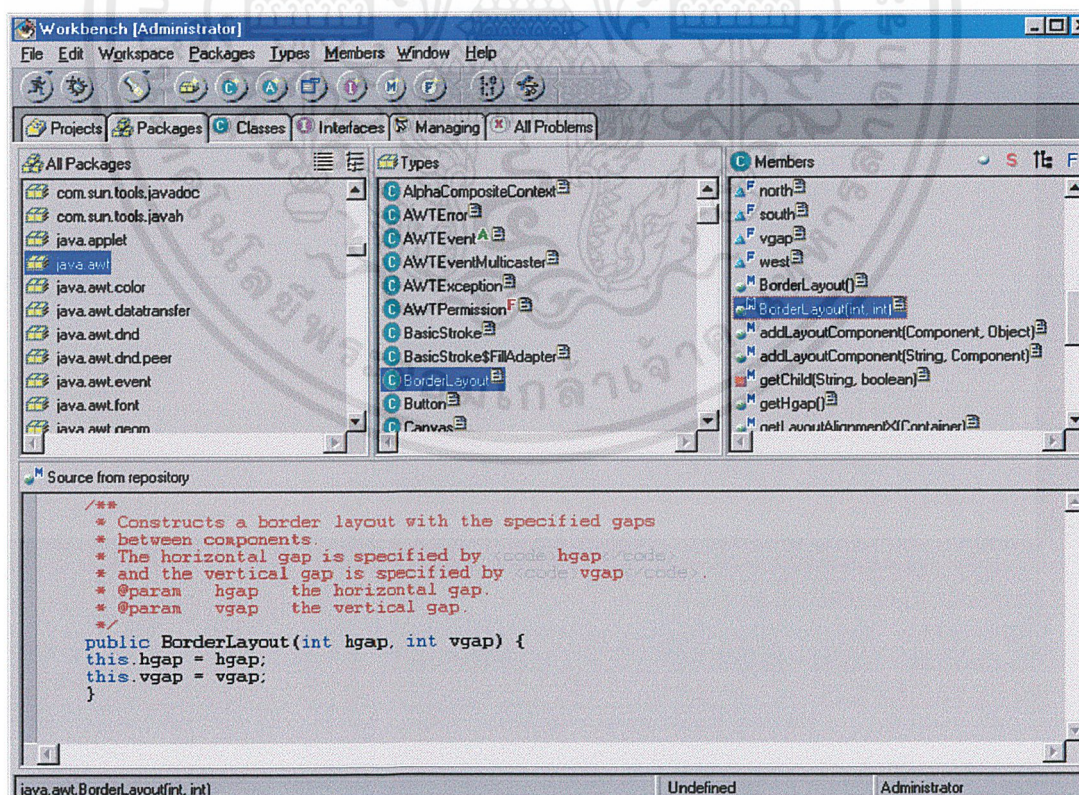 Workbench [Administrator]
File Edit Workspace Packages Types Members Window Help
Projects Packages Classes Interfaces Managing All Problems
All Packages
com.sun.tools.javadoc
com.sun.tools.javah
java.applet
java.awt
java.awt.color
java.awt.datatransfer
java.awt.dnd
java.awt.dnd.peer
java.awt.event
java.awt.font
java.awt.geom
Types
AlphaCompositeContext
AWTError
AWTEvent A
AWTEventMulticaster
AWTException
AWTPermission F
BasicStroke
BasicStroke$FillAdapter
BorderLayout
Button
Canvas
Members S F
F north
F south
F vgap
F west
M BorderLayout()
M BorderLayout(int, int)
M addLayoutComponent(Component, Object)
M addLayoutComponent(String, Component)
M getChild(String, boolean)
M getHgap()
M getLayoutAlignmentX(Container)
M Source from repository
/**
* Constructs a border layout with the specified gaps
* between components.
* The horizontal gap is specified by <code>hgap</code>
* and the vertical gap is specified by <code>vgap</code>.
* @param hgap the horizontal gap.
* @param vgap the vertical gap.
*/
public BorderLayout(int hgap, int vgap) {
this.hgap = hgap;
this.vgap = vgap;
}
java.awt.BorderLayout(int, int) Undefined Administrator